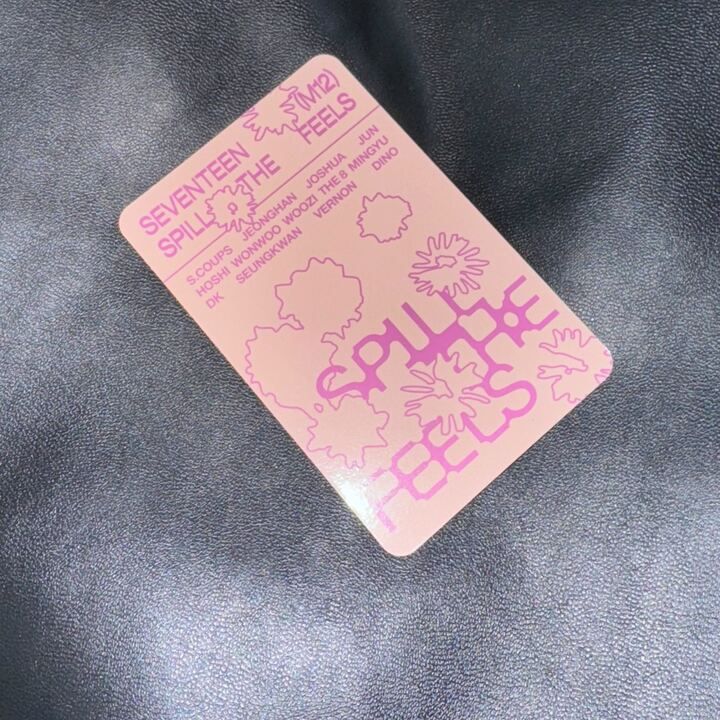 SEVENTEEN (M12)
SPILL THE FEELS
S.COUPS JEONGHAN JOSHUA JUN
HOSHI WONWOO WOOZI THE 8 MINGYU
DK SEUNGKWAN VERNON DINO
SPILL THE
FEELS